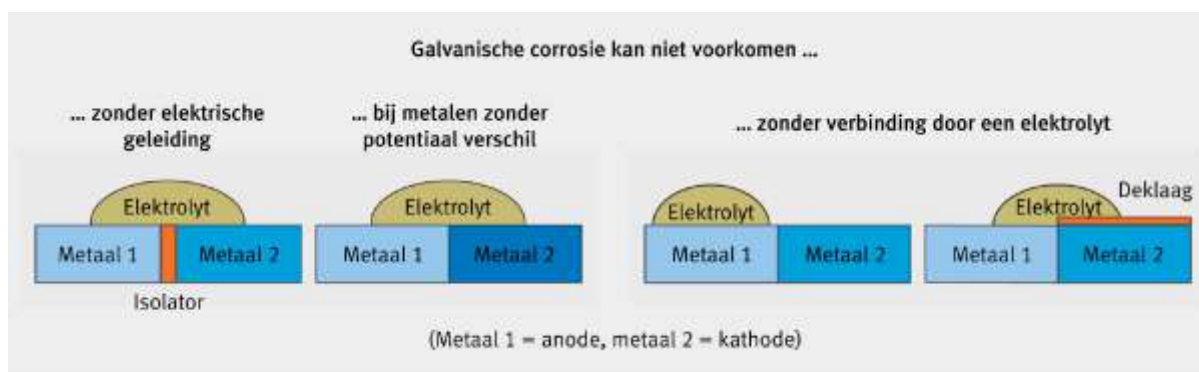 Galvanische corrosie kan niet voorkomen ...
... zonder elektrische
geleiding
... bij metalen zonder
potentiaal verschil
... zonder verbinding door een elektrolyt
Elektrolyt
Metaal 1
Metaal 2
Isolator
Elektrolyt
Metaal 1
Metaal 2
Elektrolyt
Metaal 1
Metaal 2
Deklaag
Elektrolyt
Metaal 1
Metaal 2
(Metaal 1 = anode, metaal 2 = kathode)